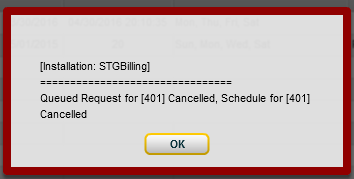 [Installation: STGBilling]
================================
Queued Request for [401] Cancelled, Schedule for [401]
Cancelled
OK